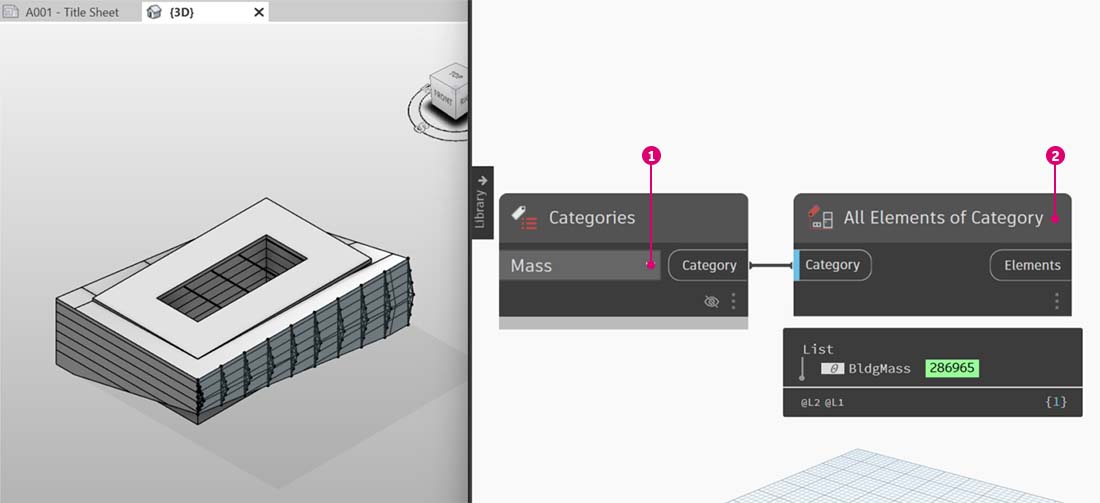 A001 - Title Sheet
{3D}
TOP
FRONT
Library
1
2
Categories
Mass
Category
All Elements of Category
Category
Elements
List
0 BldgMass 286965
@L2 @L1
{1}